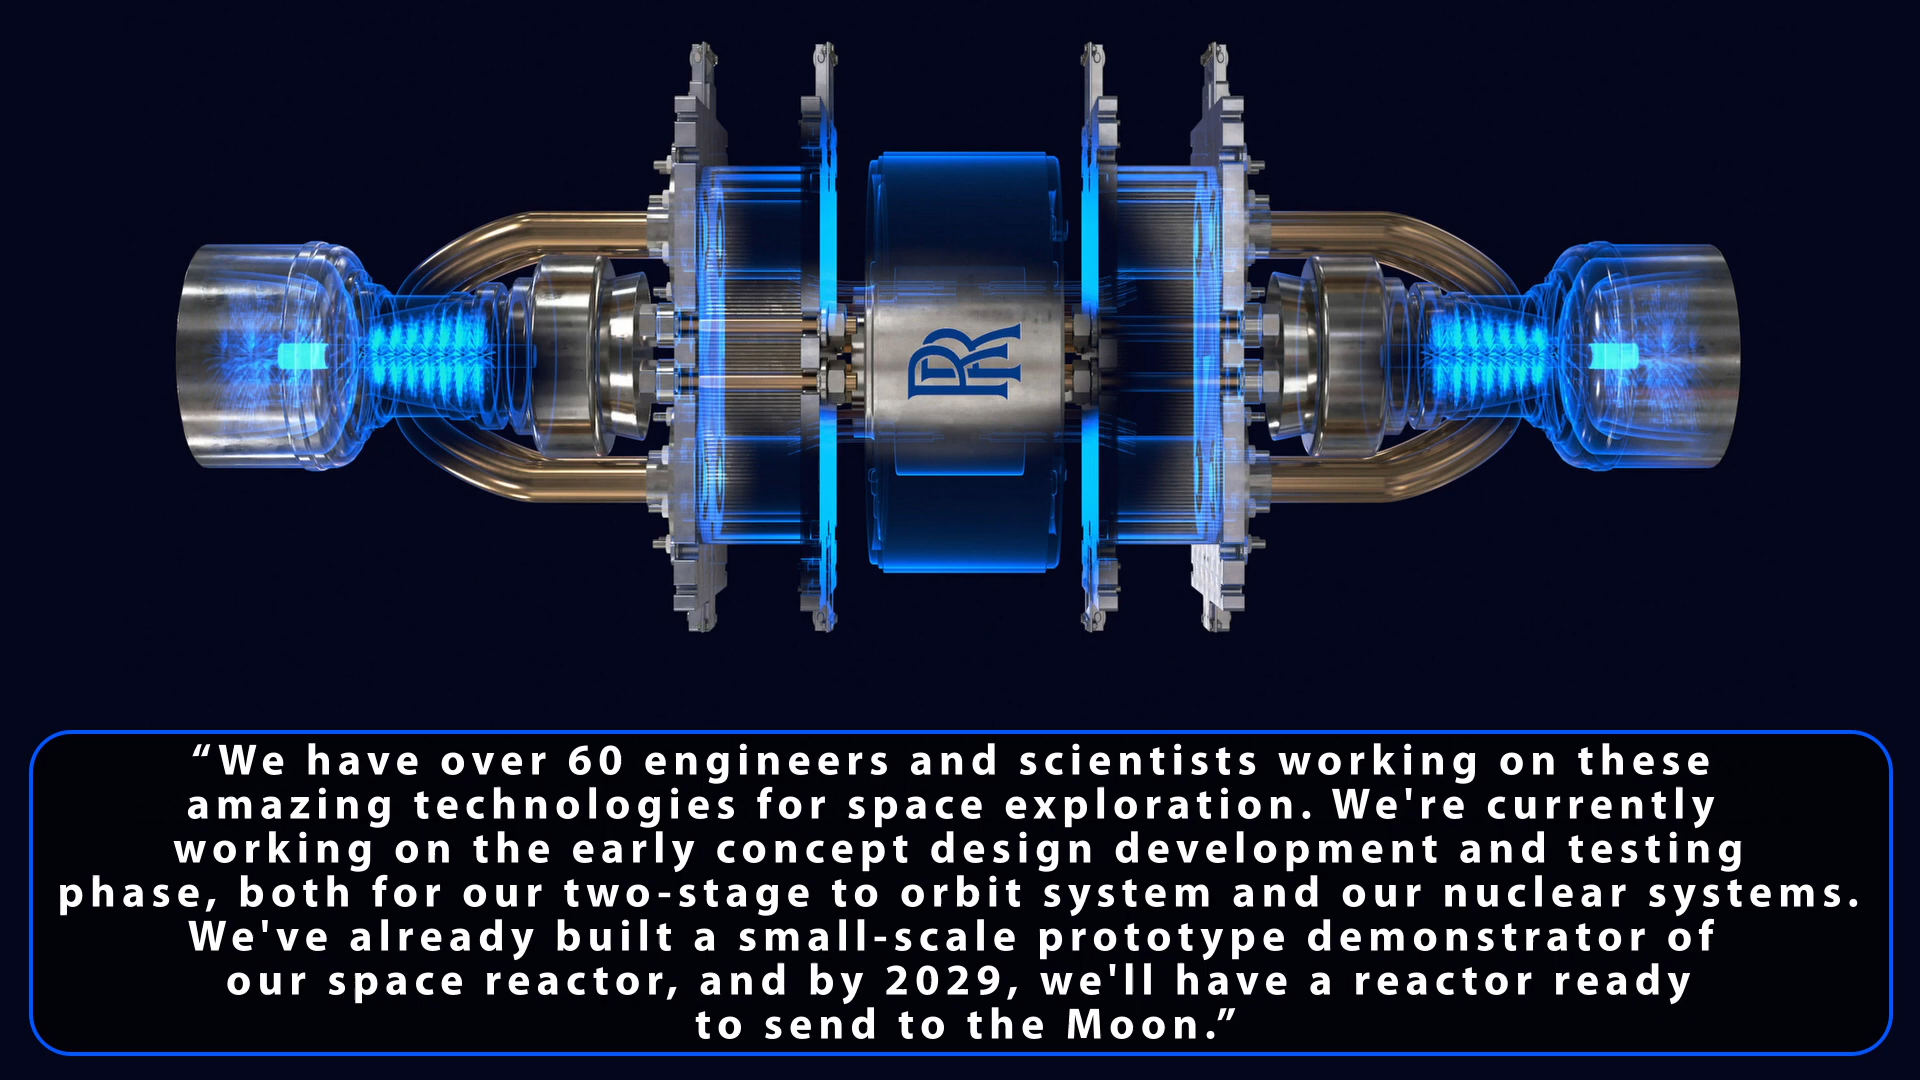 RR
“We have over 60 engineers and scientists working on these
amazing technologies for space exploration. We're currently
working on the early concept design development and testing
phase, both for our two-stage to orbit system and our nuclear systems.
We've already built a small-scale prototype demonstrator of
our space reactor, and by 2029, we'll have a reactor ready
to send to the Moon.”